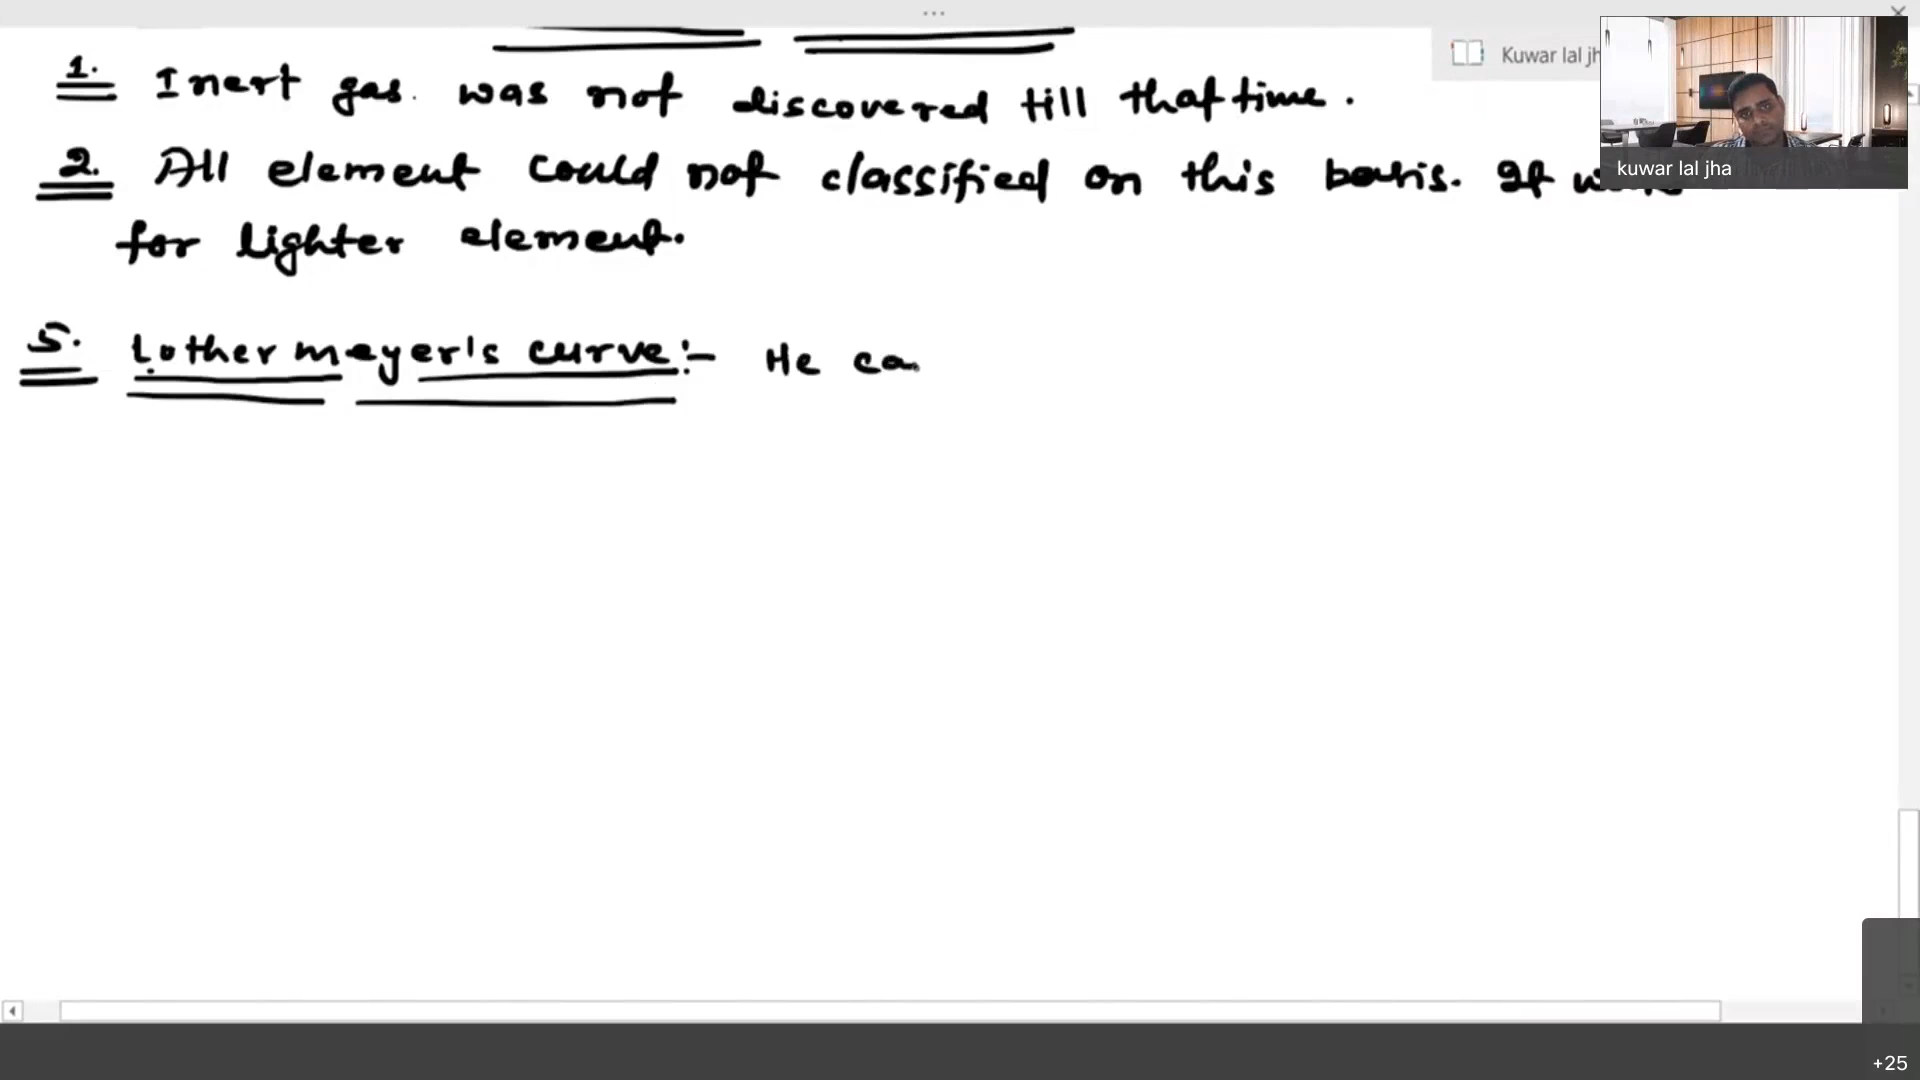 1. Inert gas. was not discovered till that time.
Kuwar lal jh
kuwar lal jha
2. All element could not classified on this basis. It
for lighter element.
5. Lother meyer's curve:- He ca
+25